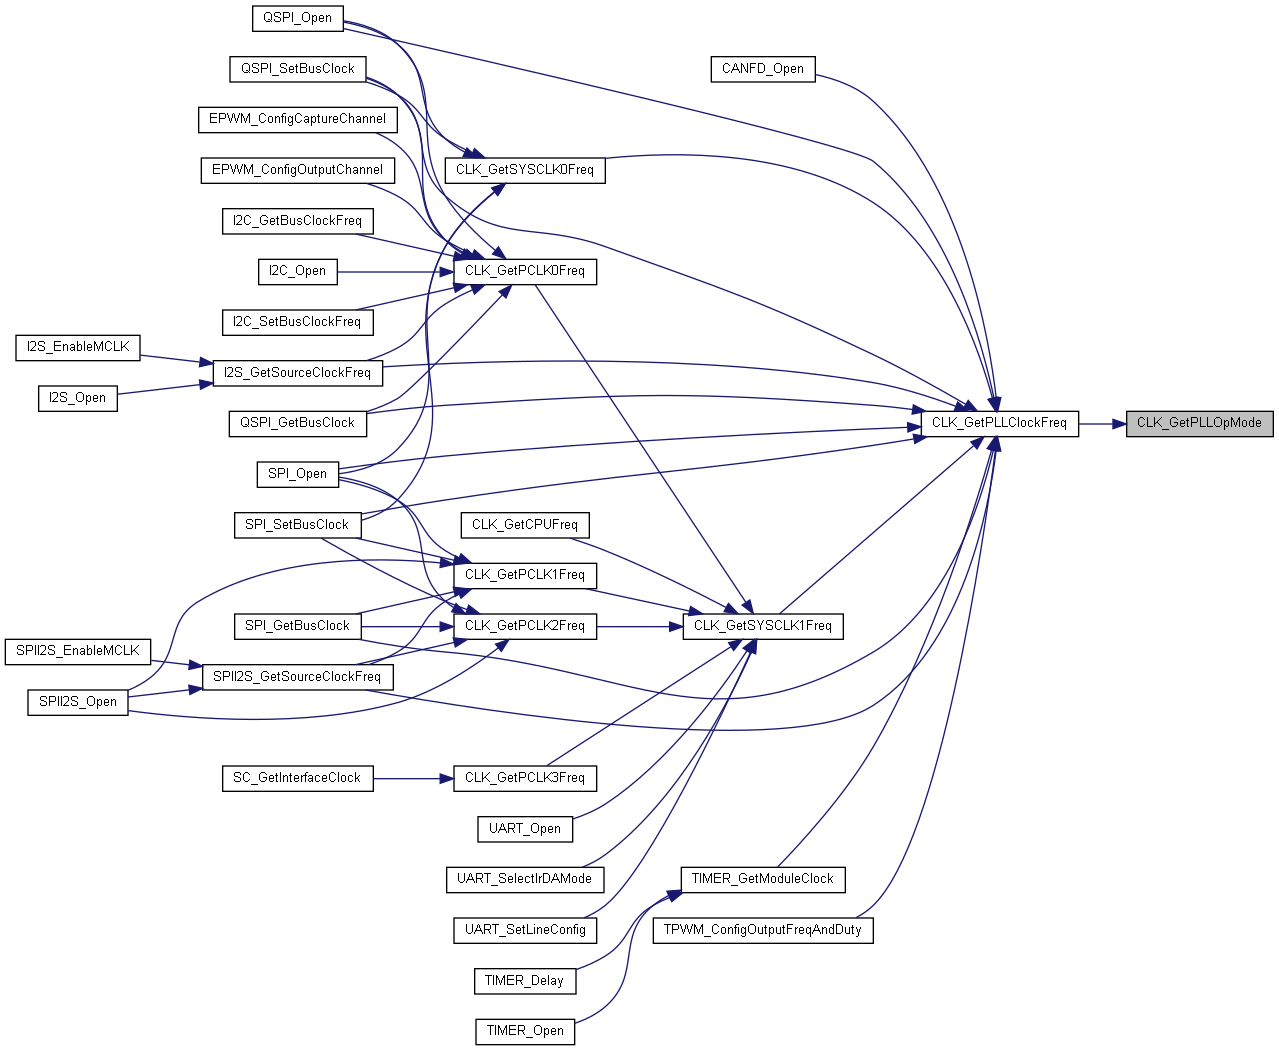 QSPI_Open
QSPI_SetBusClock
CANFD_Open
EPWM_ConfigCaptureChannel
EPWM_ConfigOutputChannel
CLK_GetSYSCLK0Freq
I2C_GetBusClockFreq
I2C_Open
CLK_GetPCLK0Freq
I2C_SetBusClockFreq
I2S_EnableMCLK
I2S_GetSourceClockFreq
I2S_Open
QSPI_GetBusClock
CLK_GetPLLClockFreq
CLK_GetPLLOpMode
SPI_Open
SPI_SetBusClock
CLK_GetCPUFreq
CLK_GetPCLK1Freq
SPI_GetBusClock
CLK_GetPCLK2Freq
CLK_GetSYSCLK1Freq
SPII2S_EnableMCLK
SPII2S_GetSourceClockFreq
SPII2S_Open
SC_GetInterfaceClock
CLK_GetPCLK3Freq
UART_Open
UART_SelectIrDAMode
TIMER_GetModuleClock
UART_SetLineConfig
TPWM_ConfigOutputFreqAndDuty
TIMER_Delay
TIMER_Open